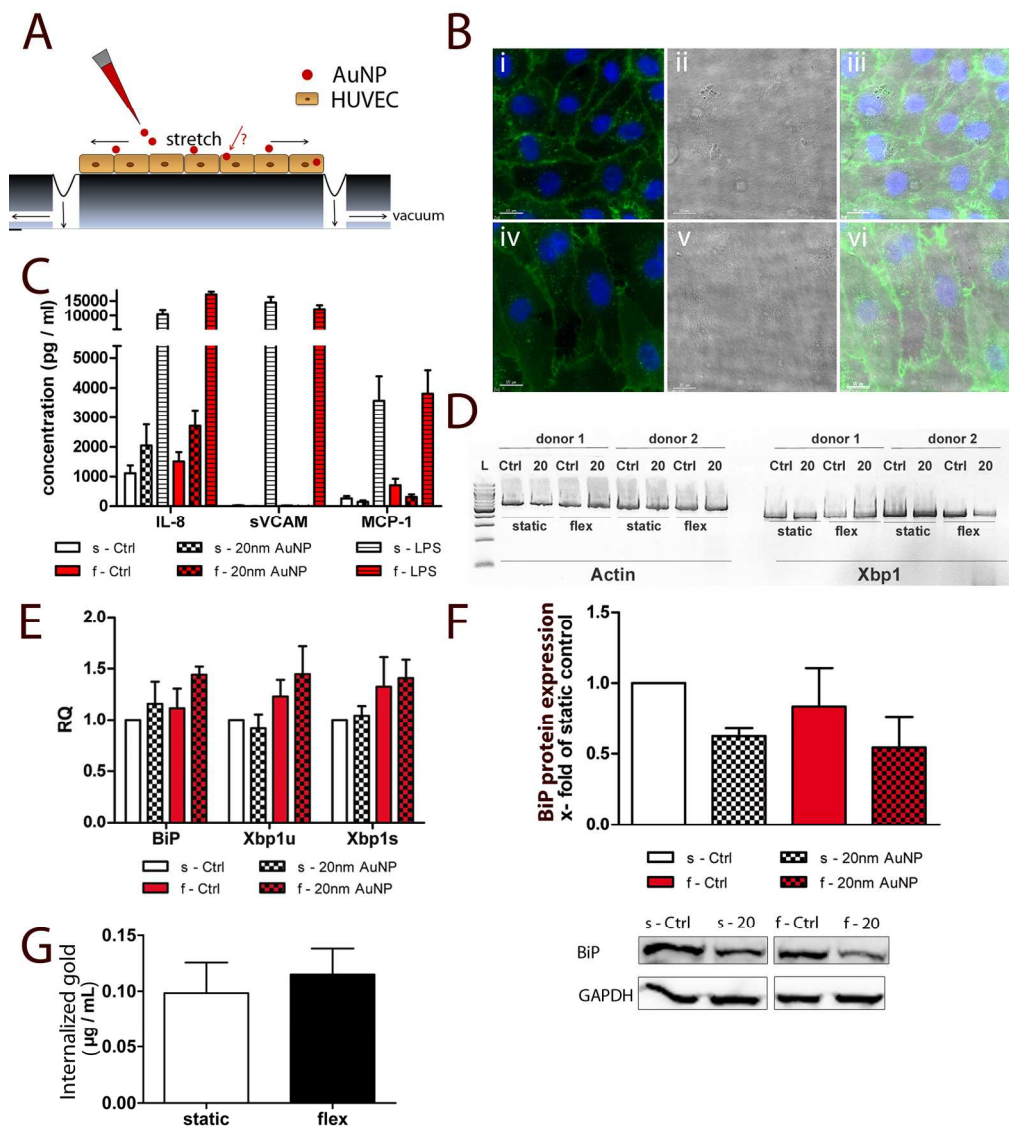 A
AuNP
HUVEC
stretch
?
vacuum
B
i
ii
iii
iv
v
vi
C
concentration (pg / ml)
15000
10000
5000
4000
3000
2000
1000
0
IL-8 sVCAM MCP-1
s - Ctrl s - 20nm AuNP s - LPS
f - Ctrl f - 20nm AuNP f - LPS
D
donor 1 donor 2 donor 1 donor 2
L Ctrl 20 Ctrl 20 Ctrl 20 Ctrl 20 Ctrl 20 Ctrl 20 Ctrl 20 Ctrl 20
static flex static flex static flex static flex
Actin Xbp1
E
RQ
2.0
1.5
1.0
0.5
0.0
BiP Xbp1u Xbp1s
s - Ctrl s - 20nm AuNP
f - Ctrl f - 20nm AuNP
F
BiP protein expression
x- fold of static control
1.5
1.0
0.5
0.0
s - Ctrl s - 20nm AuNP
f - Ctrl f - 20nm AuNP
s - Ctrl s - 20 f - Ctrl f - 20
BiP
GAPDH
G
Internalized gold
( µg / mL)
0.15
0.10
0.05
0.00
static flex